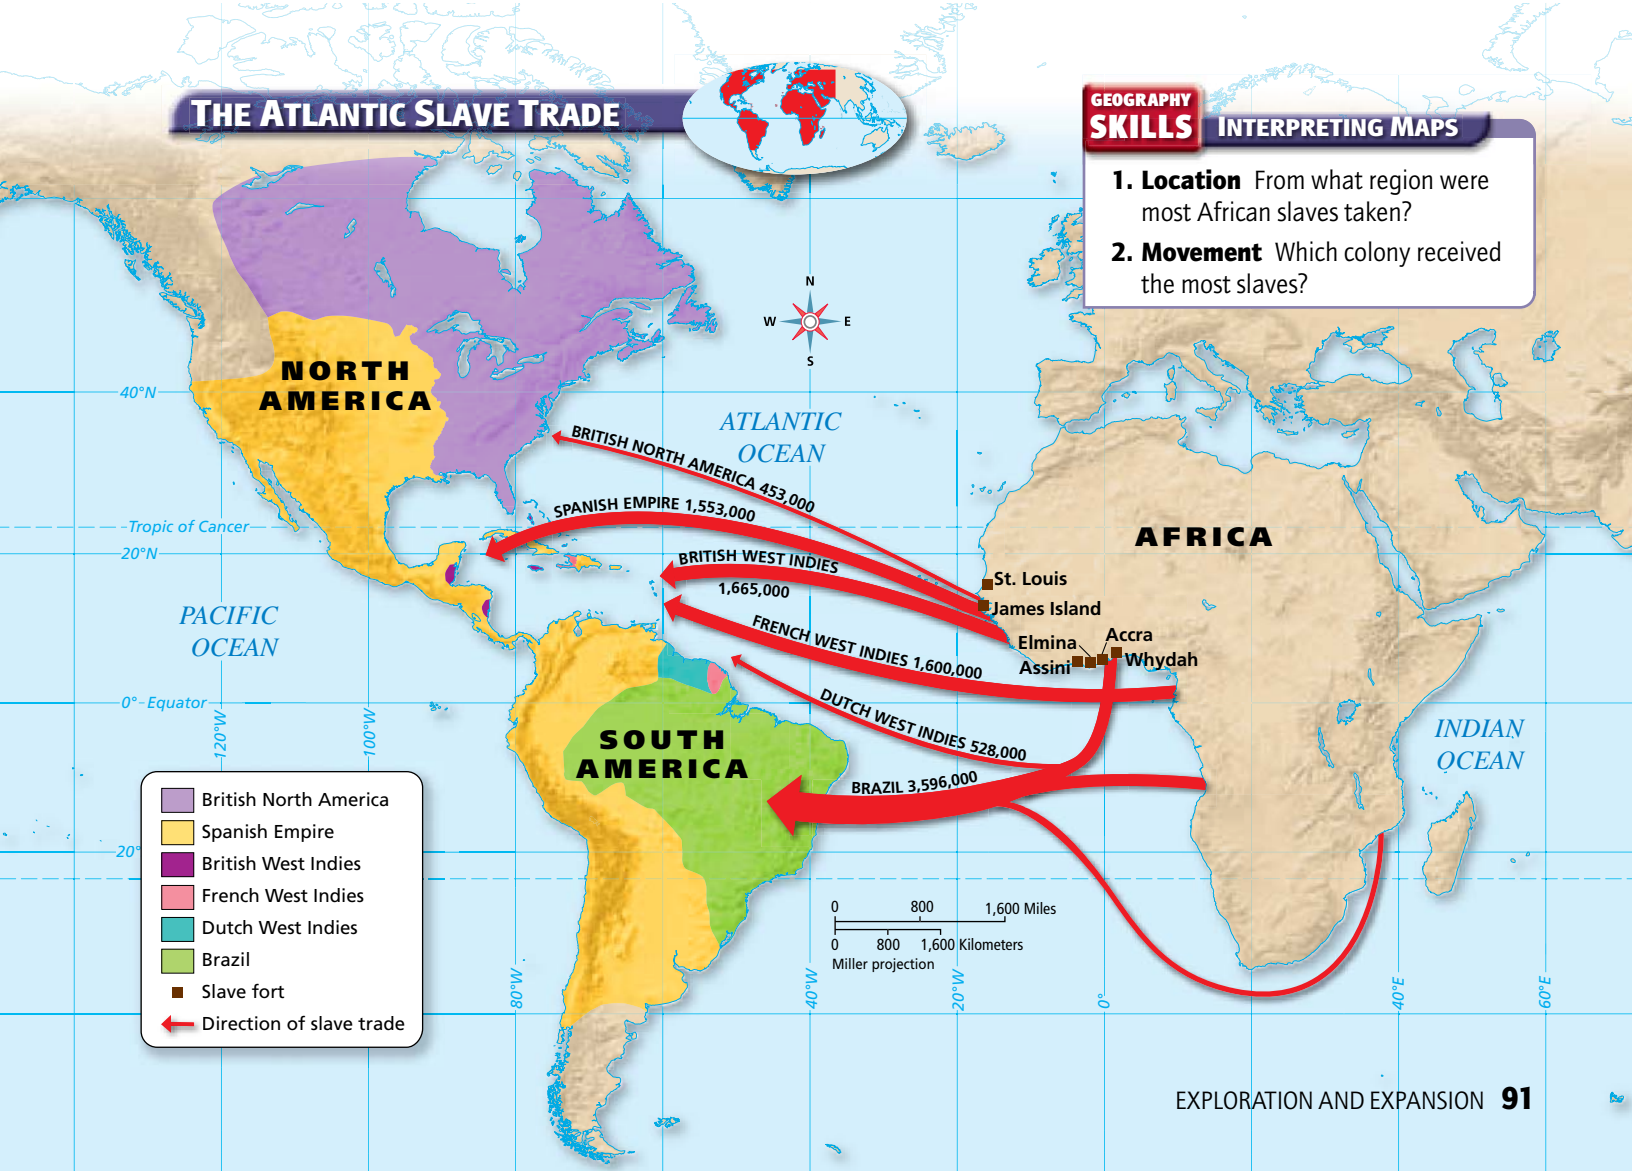 THE ATLANTIC SLAVE TRADE
GEOGRAPHY
SKILLS
INTERPRETING MAPS
1. Location From what region were
most African slaves taken?
2. Movement Which colony received
the most slaves?
N
W
E
S
NORTH
AMERICA
40°N
ATLANTIC
OCEAN
BRITISH NORTH AMERICA 453,000
SPANISH EMPIRE 1,553,000
Tropic of Cancer
20°N
BRITISH WEST INDIES
1,665,000
AFRICA
St. Louis
James Island
PACIFIC
OCEAN
FRENCH WEST INDIES 1,600,000
Elmina
Accra
Assini
Whydah
0° Equator
120°W
100°W
DUTCH WEST INDIES 528,000
INDIAN
OCEAN
SOUTH
AMERICA
BRAZIL 3,596,000
British North America
Spanish Empire
British West Indies
French West Indies
Dutch West Indies
Brazil
Slave fort
Direction of slave trade
20°
0 800 1,600 Miles
0 800 1,600 Kilometers
Miller projection
80°W
40°W
20°W
0°
40°E
60°E
EXPLORATION AND EXPANSION 91